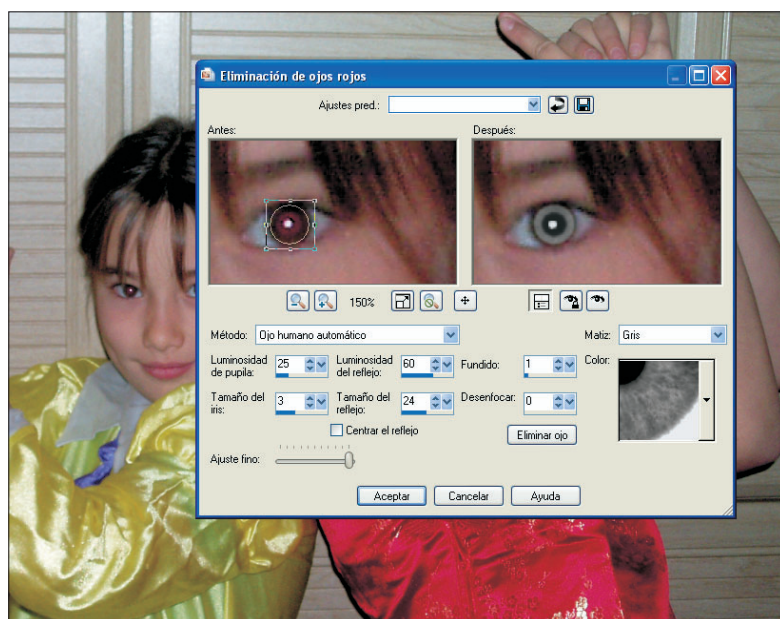 Eliminación de ojos rojos
Ajustes pred.:
Antes:
Después:
150%
Método: Ojo humano automático
Matiz: Gris
Luminosidad de pupila: 25
Luminosidad del reflejo: 60
Fundido: 1
Color:
Tamaño del iris: 3
Tamaño del reflejo: 24
Desenfocar: 0
Centrar el reflejo
Eliminar ojo
Ajuste fino:
Aceptar Cancelar Ayuda